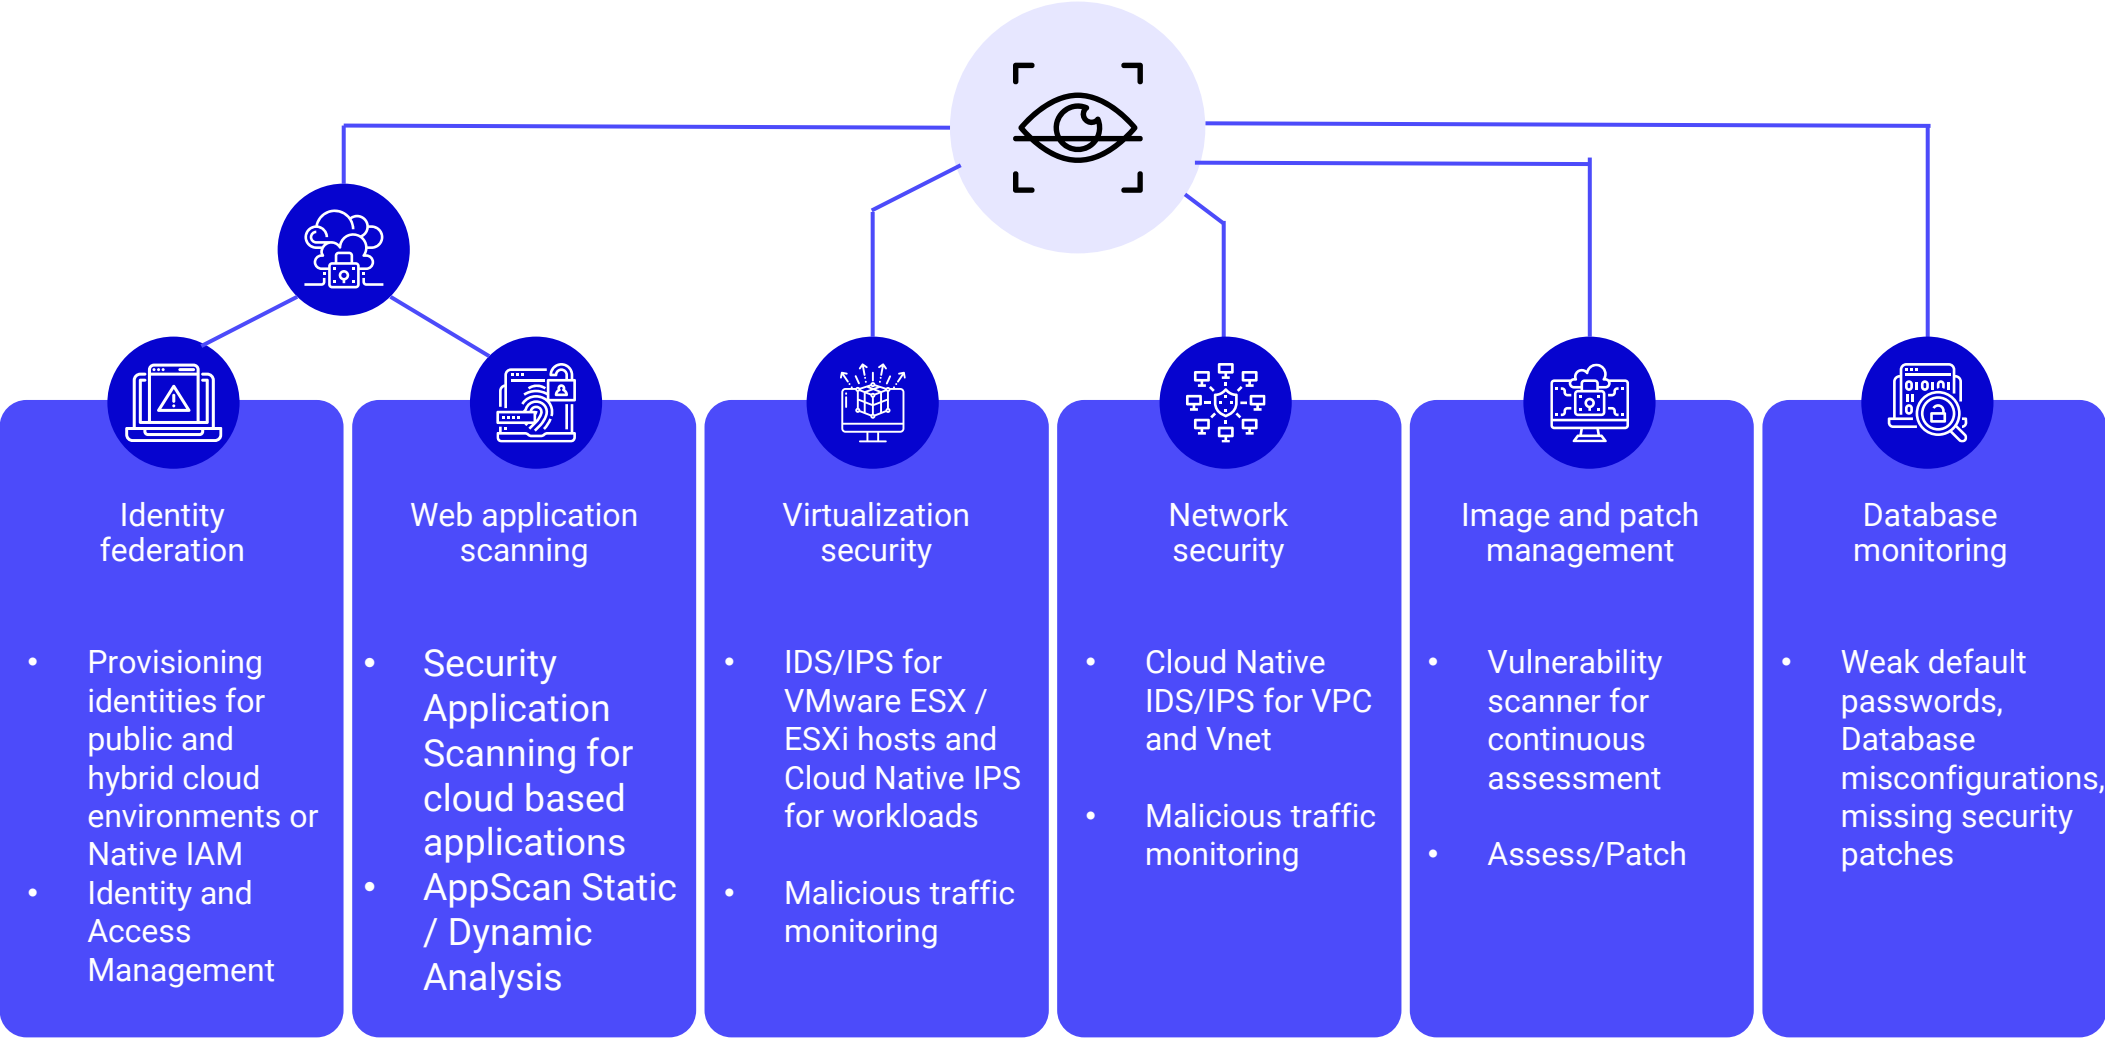 Identity
federation
• Provisioning
identities for
public and
hybrid cloud
environments or
Native IAM
• Identity and
Access
Management
Web application
scanning
• Security
Application
Scanning for
cloud based
applications
• AppScan Static
/ Dynamic
Analysis
Virtualization
security
• IDS/IPS for
VMware ESX /
ESXi hosts and
Cloud Native IPS
for workloads
• Malicious traffic
monitoring
Network
security
• Cloud Native
IDS/IPS for VPC
and Vnet
• Malicious traffic
monitoring
Image and patch
management
• Vulnerability
scanner for
continuous
assessment
• Assess/Patch
Database
monitoring
• Weak default
passwords,
Database
misconfigurations,
missing security
patches